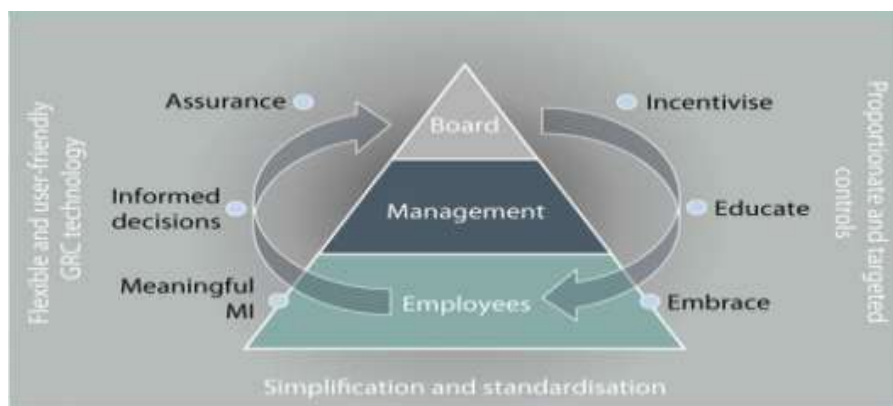 Flexible and user-friendly
GRC technology
Assurance
Informed
decisions
Meaningful
MI
Board
Management
Employees
Incentivise
Educate
Embrace
Proportionate and targeted
controls
Simplification and standardisation